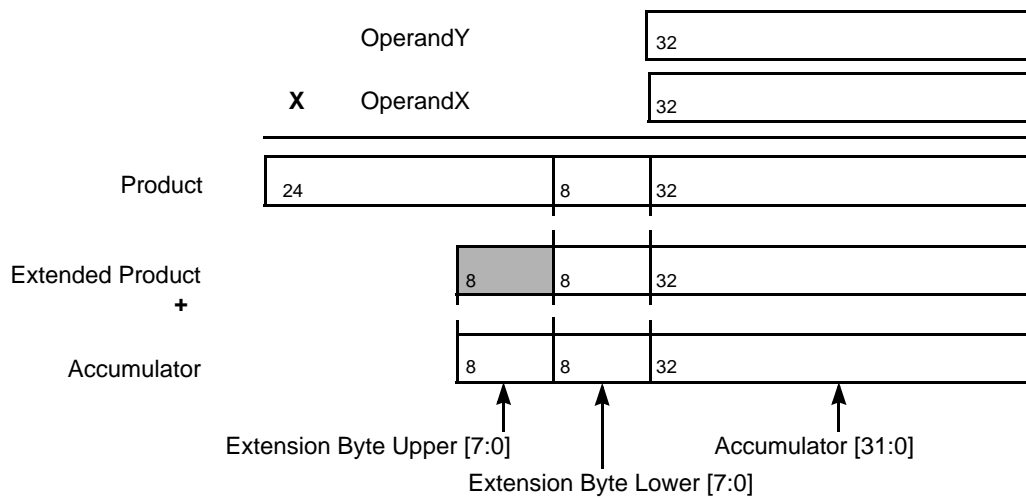 OperandY 32
X OperandX 32
Product 24 8 32
Extended Product 8 8 32
+
Accumulator 8 8 32
Extension Byte Upper [7:0] Accumulator [31:0]
Extension Byte Lower [7:0]